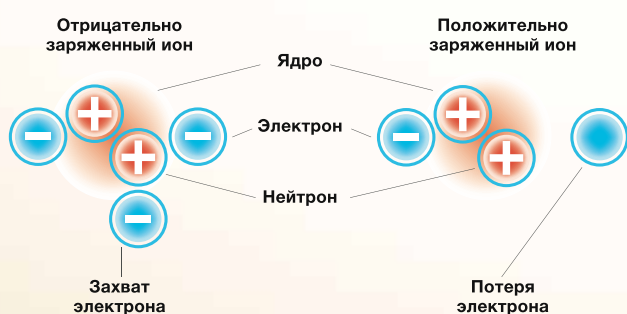 Отрицательно
заряженный ион
Положительно
заряженный ион
Ядро
Электрон
Нейтрон
Захват
электрона
Потеря
электрона